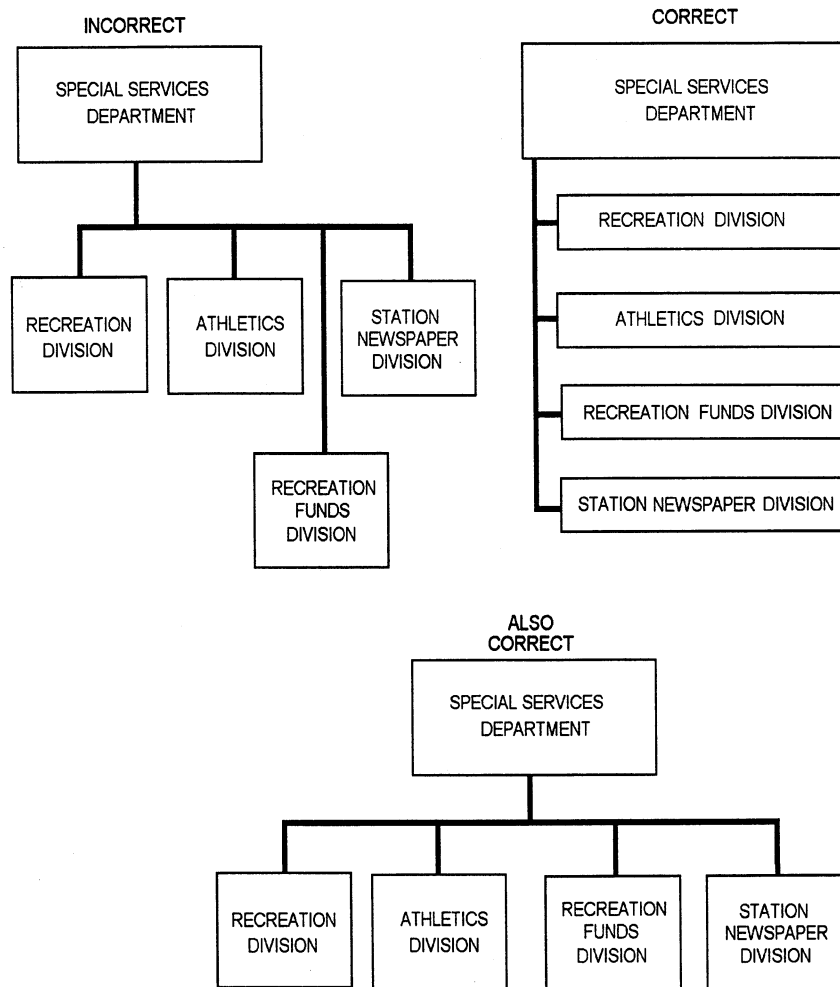 INCORRECT
SPECIAL SERVICES
DEPARTMENT
RECREATION
DIVISION
ATHLETICS
DIVISION
STATION
NEWSPAPER
DIVISION
RECREATION
FUNDS
DIVISION
CORRECT
SPECIAL SERVICES
DEPARTMENT
RECREATION DIVISION
ATHLETICS DIVISION
RECREATION FUNDS DIVISION
STATION NEWSPAPER DIVISION
ALSO
CORRECT
SPECIAL SERVICES
DEPARTMENT
RECREATION
DIVISION
ATHLETICS
DIVISION
RECREATION
FUNDS
DIVISION
STATION
NEWSPAPER
DIVISION